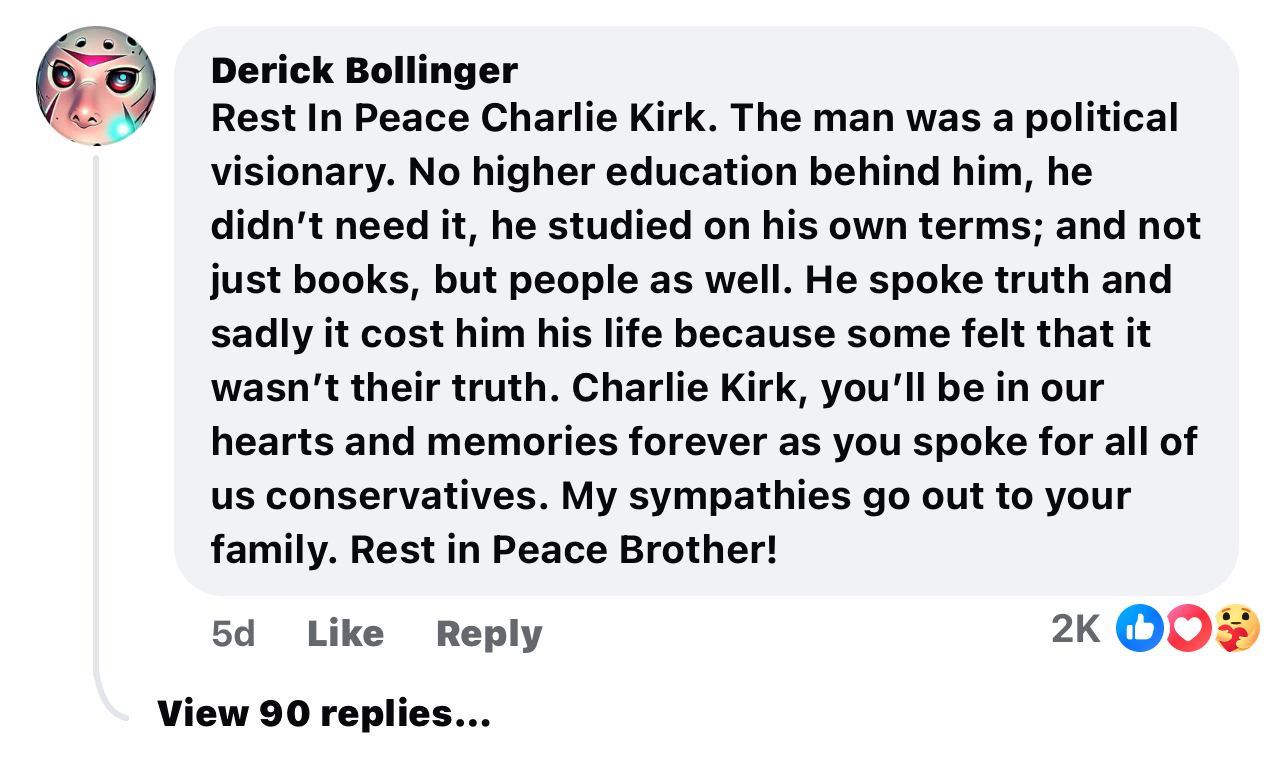 Derick Bollinger
Rest In Peace Charlie Kirk. The man was a political
visionary. No higher education behind him, he
didn’t need it, he studied on his own terms; and not
just books, but people as well. He spoke truth and
sadly it cost him his life because some felt that it
wasn’t their truth. Charlie Kirk, you’ll be in our
hearts and memories forever as you spoke for all of
us conservatives. My sympathies go out to your
family. Rest in Peace Brother!
5d Like Reply 2K
View 90 replies...